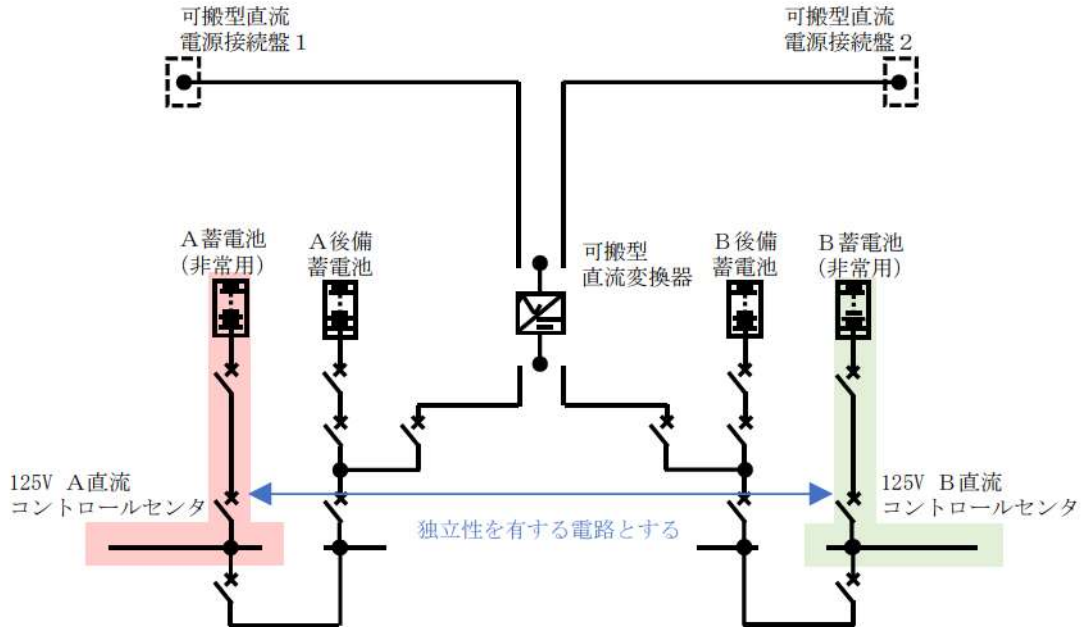 可搬型直流
電源接続盤１
可搬型直流
電源接続盤２
Ａ蓄電池
(非常用)
Ａ後備
蓄電池
可搬型
直流変換器
Ｂ後備
蓄電池
Ｂ蓄電池
(非常用)
125V Ａ直流
コントロールセンタ
125V Ｂ直流
コントロールセンタ
独立性を有する電路とする